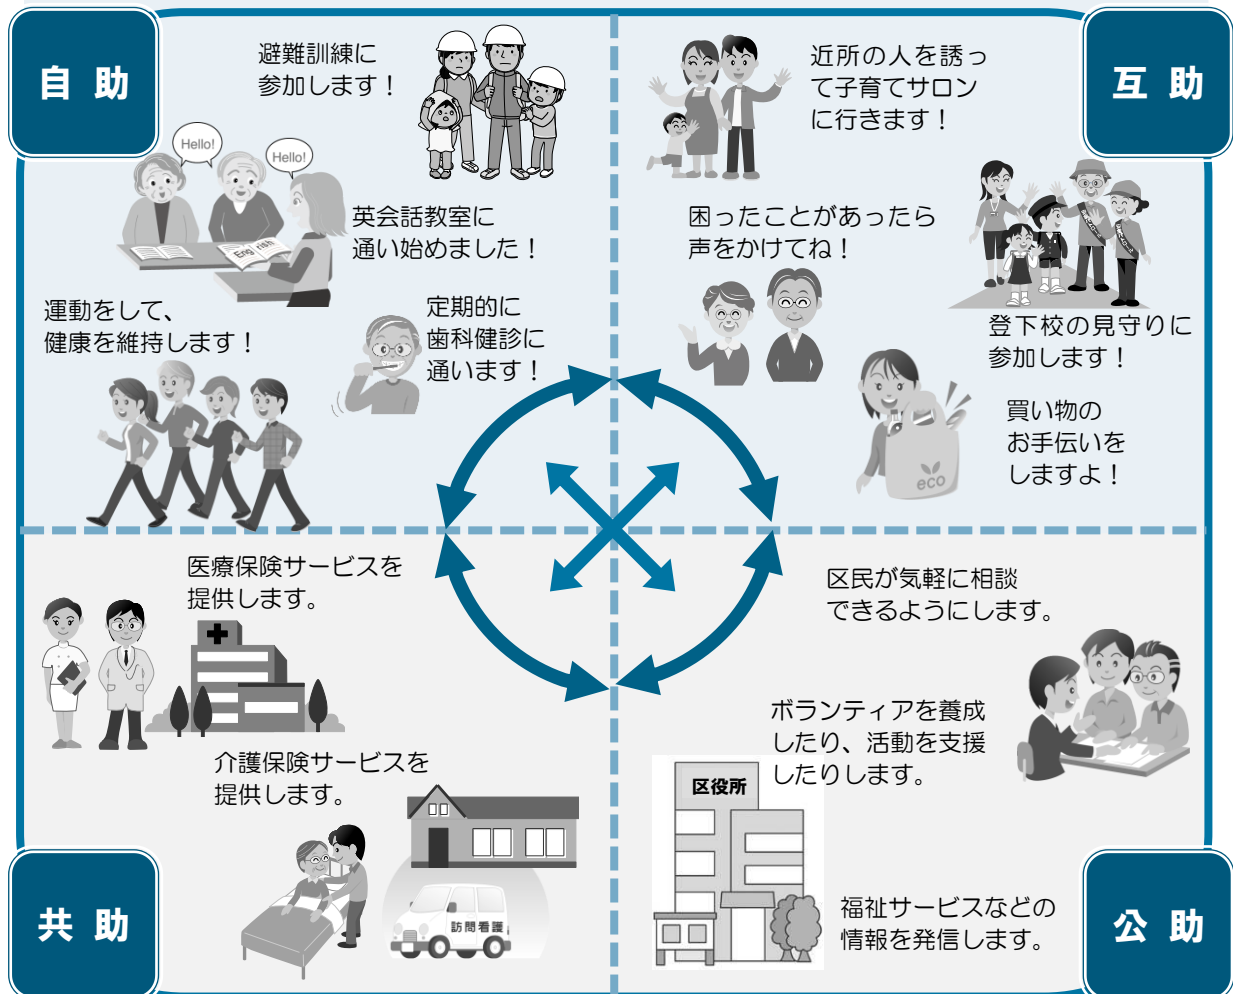 自助
避難訓練に
参加します！
Hello!
Hello!
English
英会話教室に
通い始めました！
運動をして、
健康を維持します！
定期的に
歯科健診に
通います！
互助
近所の人を誘っ
て子育てサロン
に行きます！
困ったことがあったら
声をかけてね！
登下校の見守りに
参加します！
買い物の
お手伝いを
しますよ！
eco
医療保険サービスを
提供します。
介護保険サービスを
提供します。
訪問看護
共助
区民が気軽に相談
できるようにします。
ボランティアを養成
したり、活動を支援
したりします。
区役所
福祉サービスなどの
情報を発信します。
公助